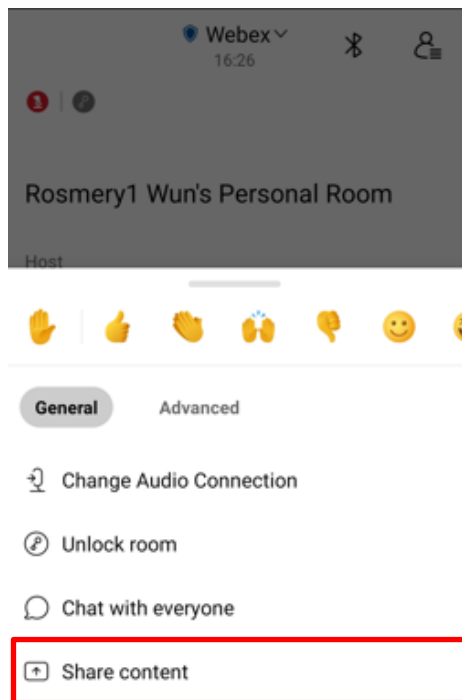 Webex
16:26
Rosmery1 Wun's Personal Room
Host
General Advanced
Change Audio Connection
Unlock room
Chat with everyone
Share content